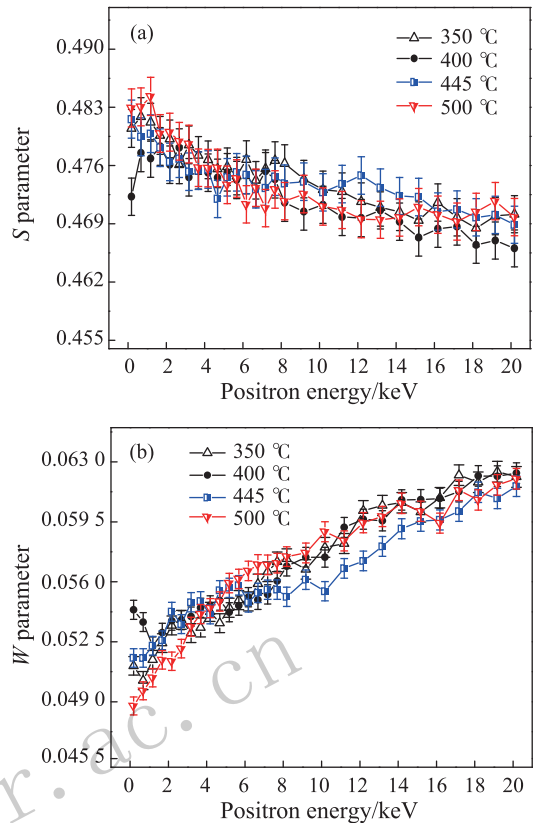 (a)
350 ℃
400 ℃
445 ℃
500 ℃
0.490
0.483
0.476
0.469
0.462
0.455
S parameter
0 2 4 6 8 10 12 14 16 18 20
Positron energy/keV
(b)
350 ℃
400 ℃
445 ℃
500 ℃
0.063 0
0.059 5
0.056 0
0.052 5
0.049 0
0.045 5
W parameter
0 2 4 6 8 10 12 14 16 18 20
Positron energy/keV
r.ac.cn